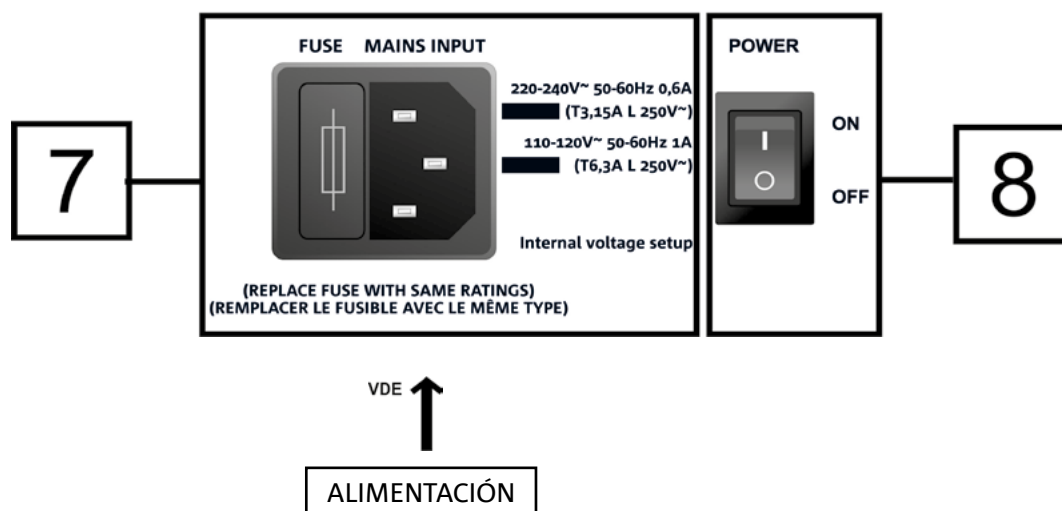 FUSE MAINS INPUT
220-240V~ 50-60Hz 0,6A
(T3,15A L 250V~)
110-120V~ 50-60Hz 1A
(T6,3A L 250V~)
Internal voltage setup
(REPLACE FUSE WITH SAME RATINGS)
(REMPLACER LE FUSIBLE AVEC LE MÊME TYPE)
7
POWER
ON
OFF
8
VDE
ALIMENTACIÓN